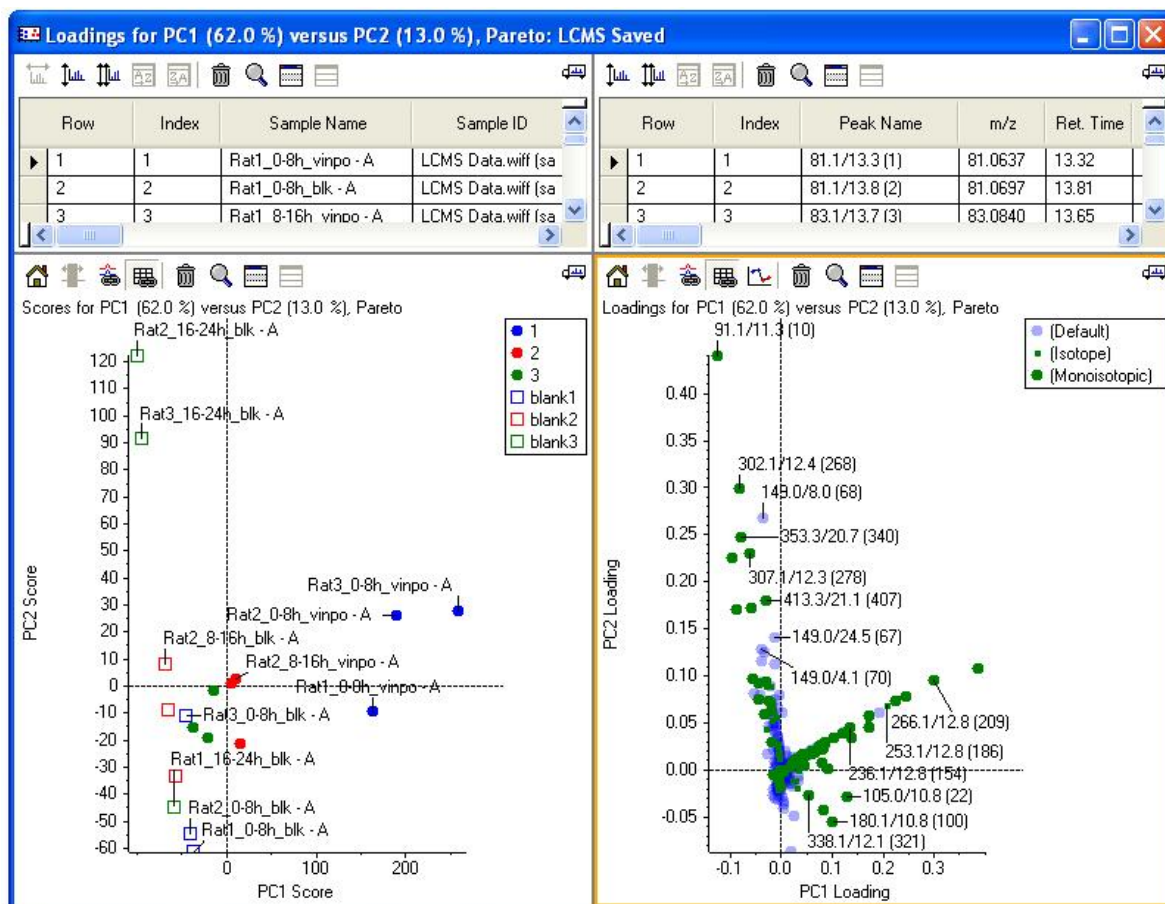 Loadings for PC1 (62.0 %) versus PC2 (13.0 %), Pareto: LCMS Saved
Row Index Sample Name Sample ID
1 1 Rat1_0-8h_vinpo - A LCMS Data.wiff (sa
2 2 Rat1_0-8h_blk - A LCMS Data.wiff (sa
3 3 Rat1_8-16h_vinpo - A LCMS Data.wiff (sa
Row Index Peak Name m/z Ret. Time
1 1 81.1/13.3 (1) 81.0637 13.32
2 2 81.1/13.8 (2) 81.0697 13.81
3 3 83.1/13.7 (3) 83.0840 13.65
Scores for PC1 (62.0 %) versus PC2 (13.0 %), Pareto
Rat2_16-24h_blk - A
Rat3_16-24h_blk - A
Rat3_0-8h_vinpo - A
Rat2_0-8h_vinpo - A
Rat2_8-16h_blk - A
Rat2_8-16h_vinpo - A
Rat1_0-8h_vinpo - A
Rat3_0-8h_blk - A
Rat1_16-24h_blk - A
Rat2_0-8h_blk - A
Rat1_0-8h_blk - A
1
2
3
blank1
blank2
blank3
120
110
100
90
80
70
60
50
40
30
20
10
0
-10
-20
-30
-40
-50
-60
PC2 Score
0 200
PC1 Score
Loadings for PC1 (62.0 %) versus PC2 (13.0 %), Pareto
91.1/11.3 (10)
302.1/12.4 (268)
149.0/8.0 (68)
353.3/20.7 (340)
307.1/12.3 (278)
413.3/21.1 (407)
149.0/24.5 (67)
149.0/4.1 (70)
266.1/12.8 (209)
253.1/12.8 (186)
236.1/12.8 (154)
105.0/10.8 (22)
180.1/10.8 (100)
338.1/12.1 (321)
(Default)
(Isotope)
(Monoisotopic)
0.40
0.35
0.30
0.25
0.20
0.15
0.10
0.05
0.00
-0.05
PC2 Loading
-0.1 0.0 0.1 0.2 0.3
PC1 Loading